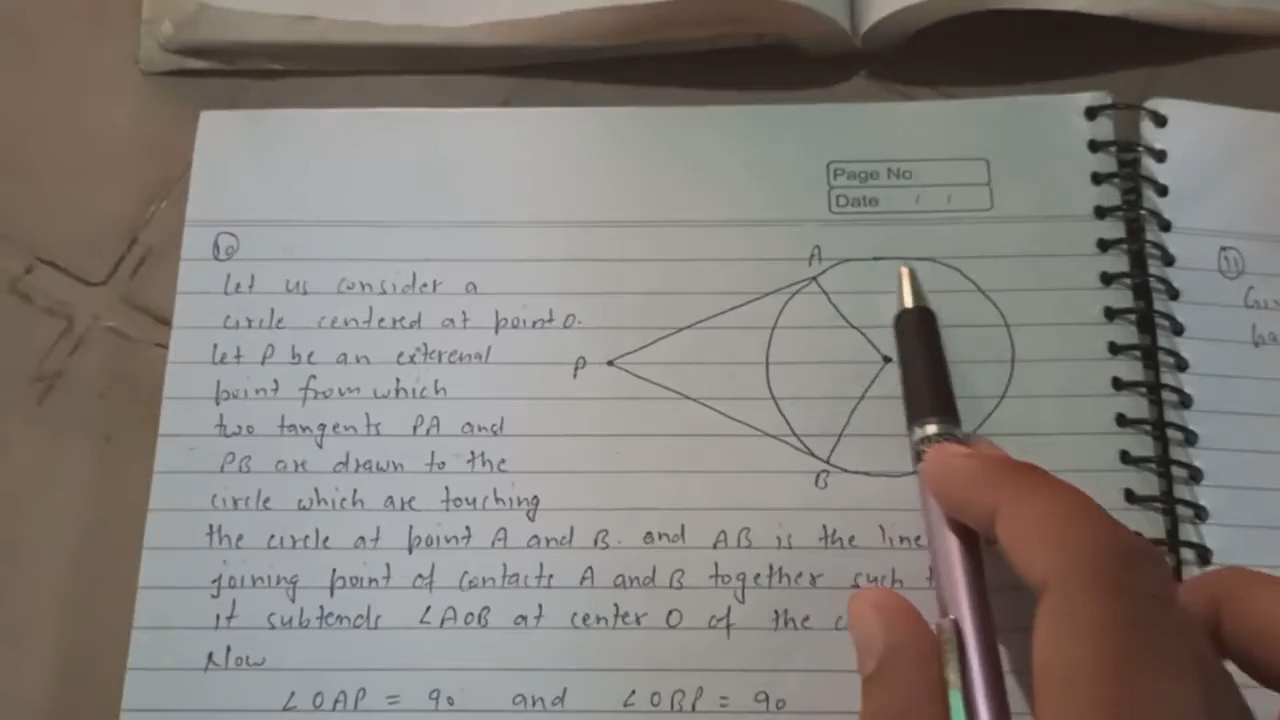 Page No
Date / /
10
Let us consider a
circle centered at point O.
let P be an exterenal
point from which
two tangents PA and
PB are drawn to the
circle which are touching
the circle at point A and B. and AB is the line
joining point of contacts A and B together such
it subtends ∠AOB at center O of the
Now
∠OAP = 90 and ∠OBP = 90
A
P
B
11